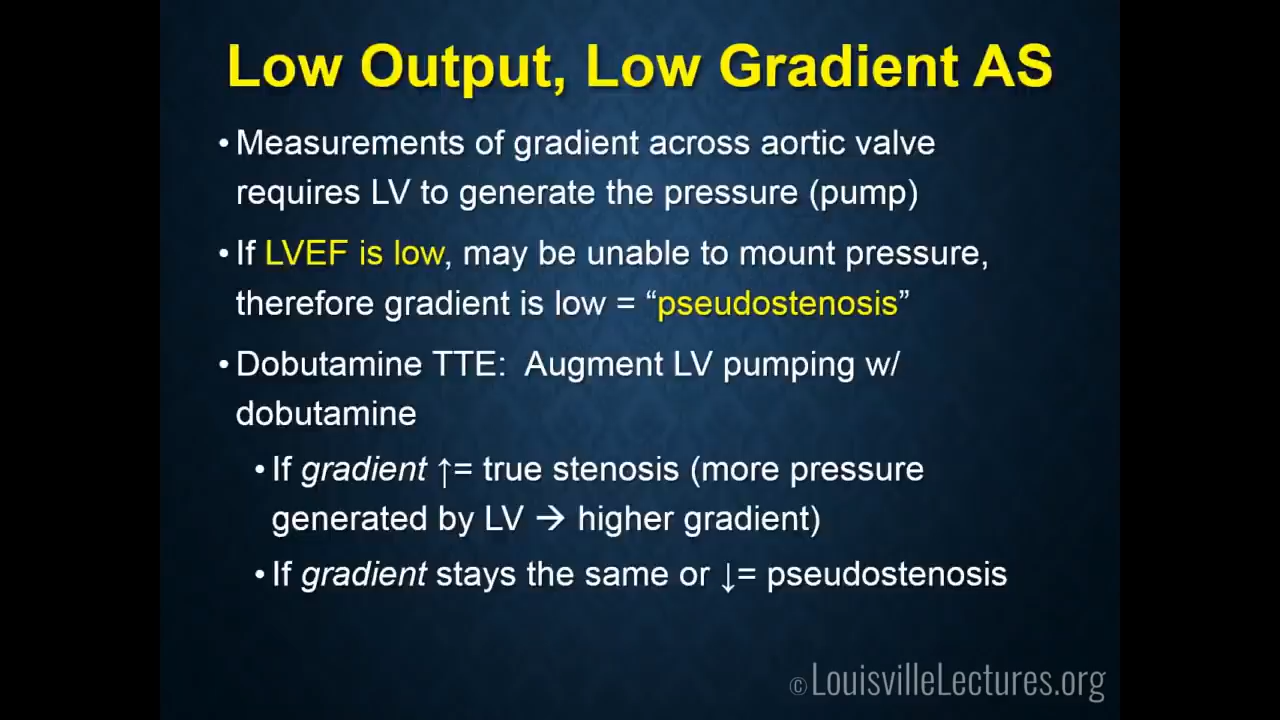 Low Output, Low Gradient AS
• Measurements of gradient across aortic valve
requires LV to generate the pressure (pump)
• If LVEF is low, may be unable to mount pressure,
therefore gradient is low = “pseudostenosis”
• Dobutamine TTE:  Augment LV pumping w/
dobutamine
• If gradient ↑= true stenosis (more pressure
generated by LV → higher gradient)
• If gradient stays the same or ↓= pseudostenosis
© LouisvilleLectures.org